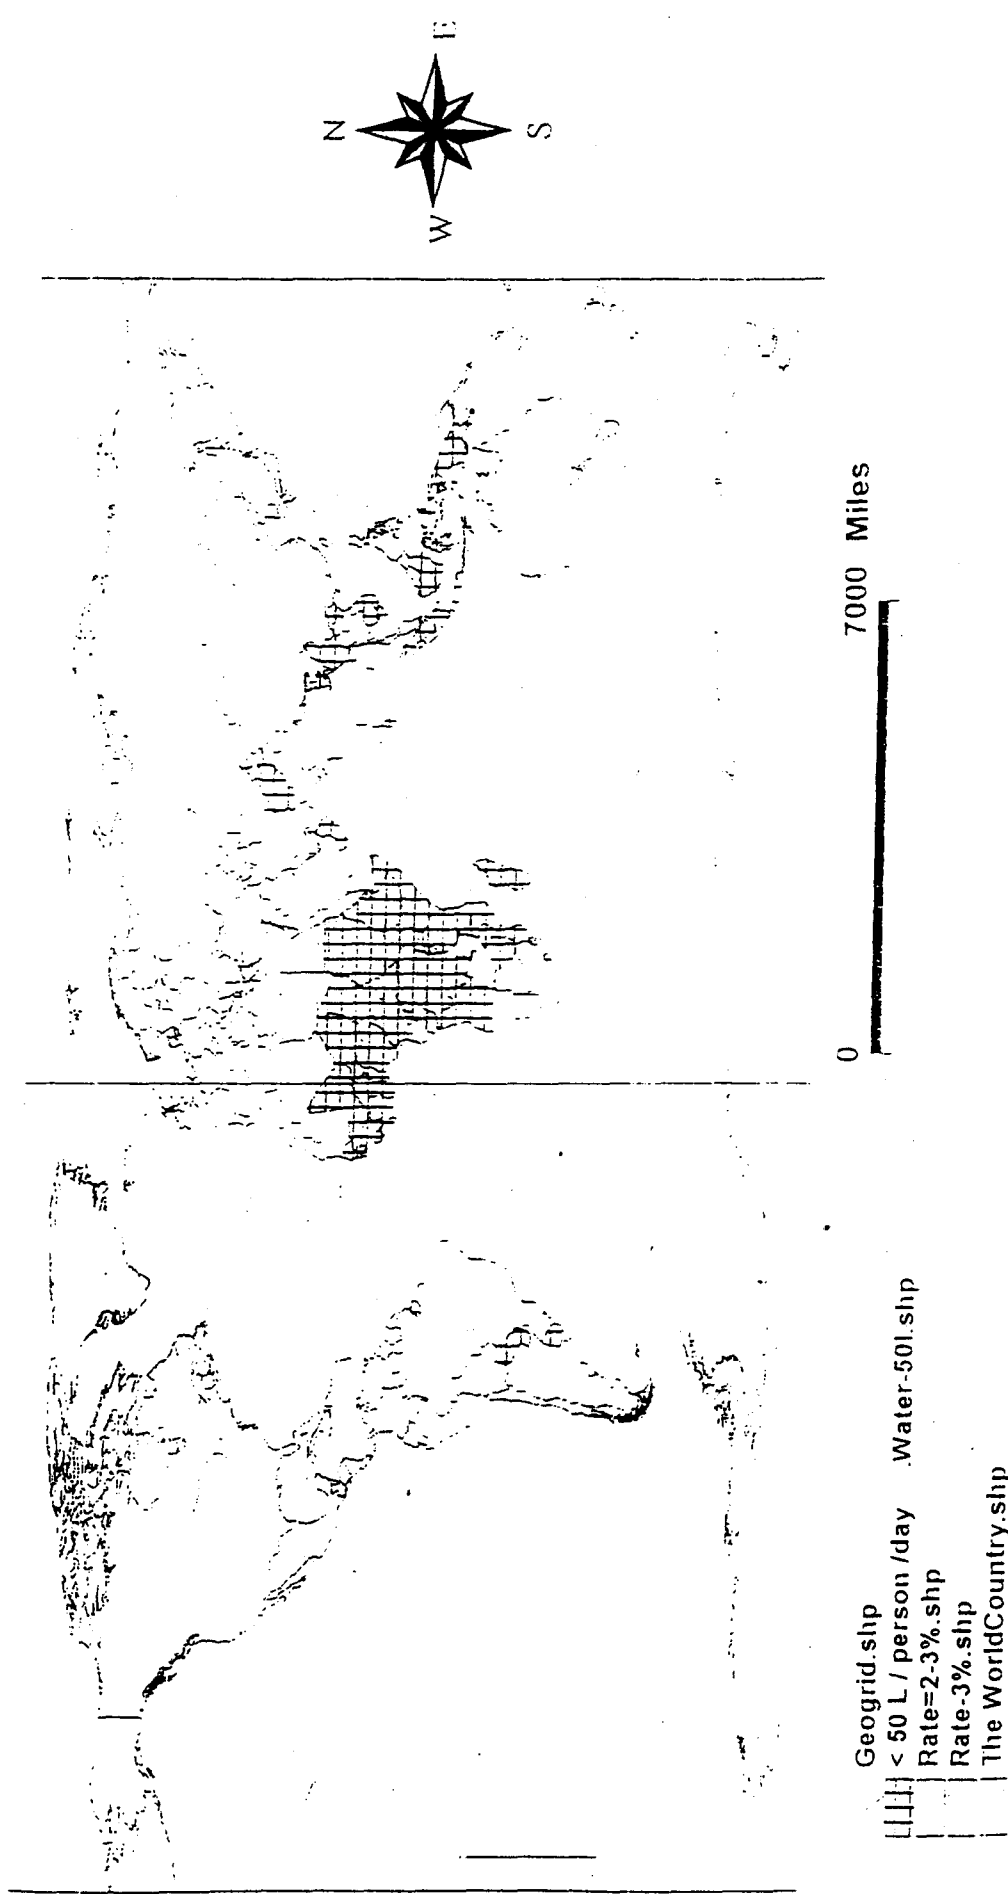 N
E
S
W
0 7000 Miles
Geogrid.shp
< 50 L / person /day .Water-50l.shp
Rate=2-3%.shp
Rate-3%.shp
The WorldCountry.shp